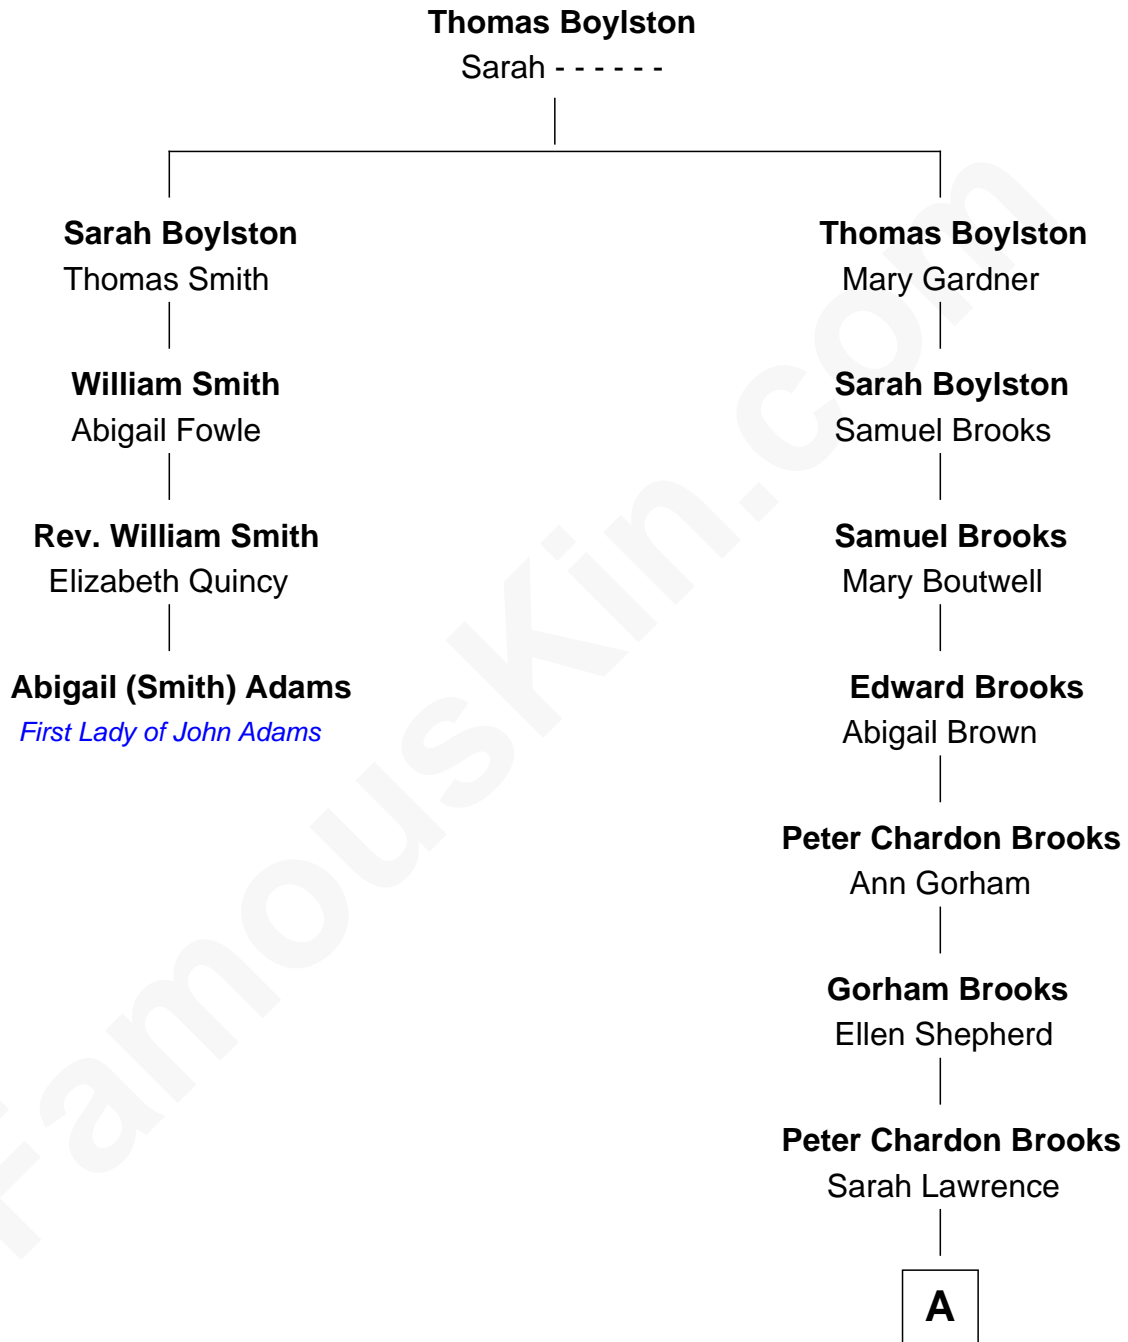 Thomas Boylston
Sarah - - - - - -
Sarah Boylston
Thomas Smith
Thomas Boylston
Mary Gardner
William Smith
Abigail Fowle
Sarah Boylston
Samuel Brooks
Rev. William Smith
Elizabeth Quincy
Samuel Brooks
Mary Boutwell
Abigail (Smith) Adams
First Lady of John Adams
Edward Brooks
Abigail Brown
Peter Chardon Brooks
Ann Gorham
Gorham Brooks
Ellen Shepherd
Peter Chardon Brooks
Sarah Lawrence
A
FamousKin.com